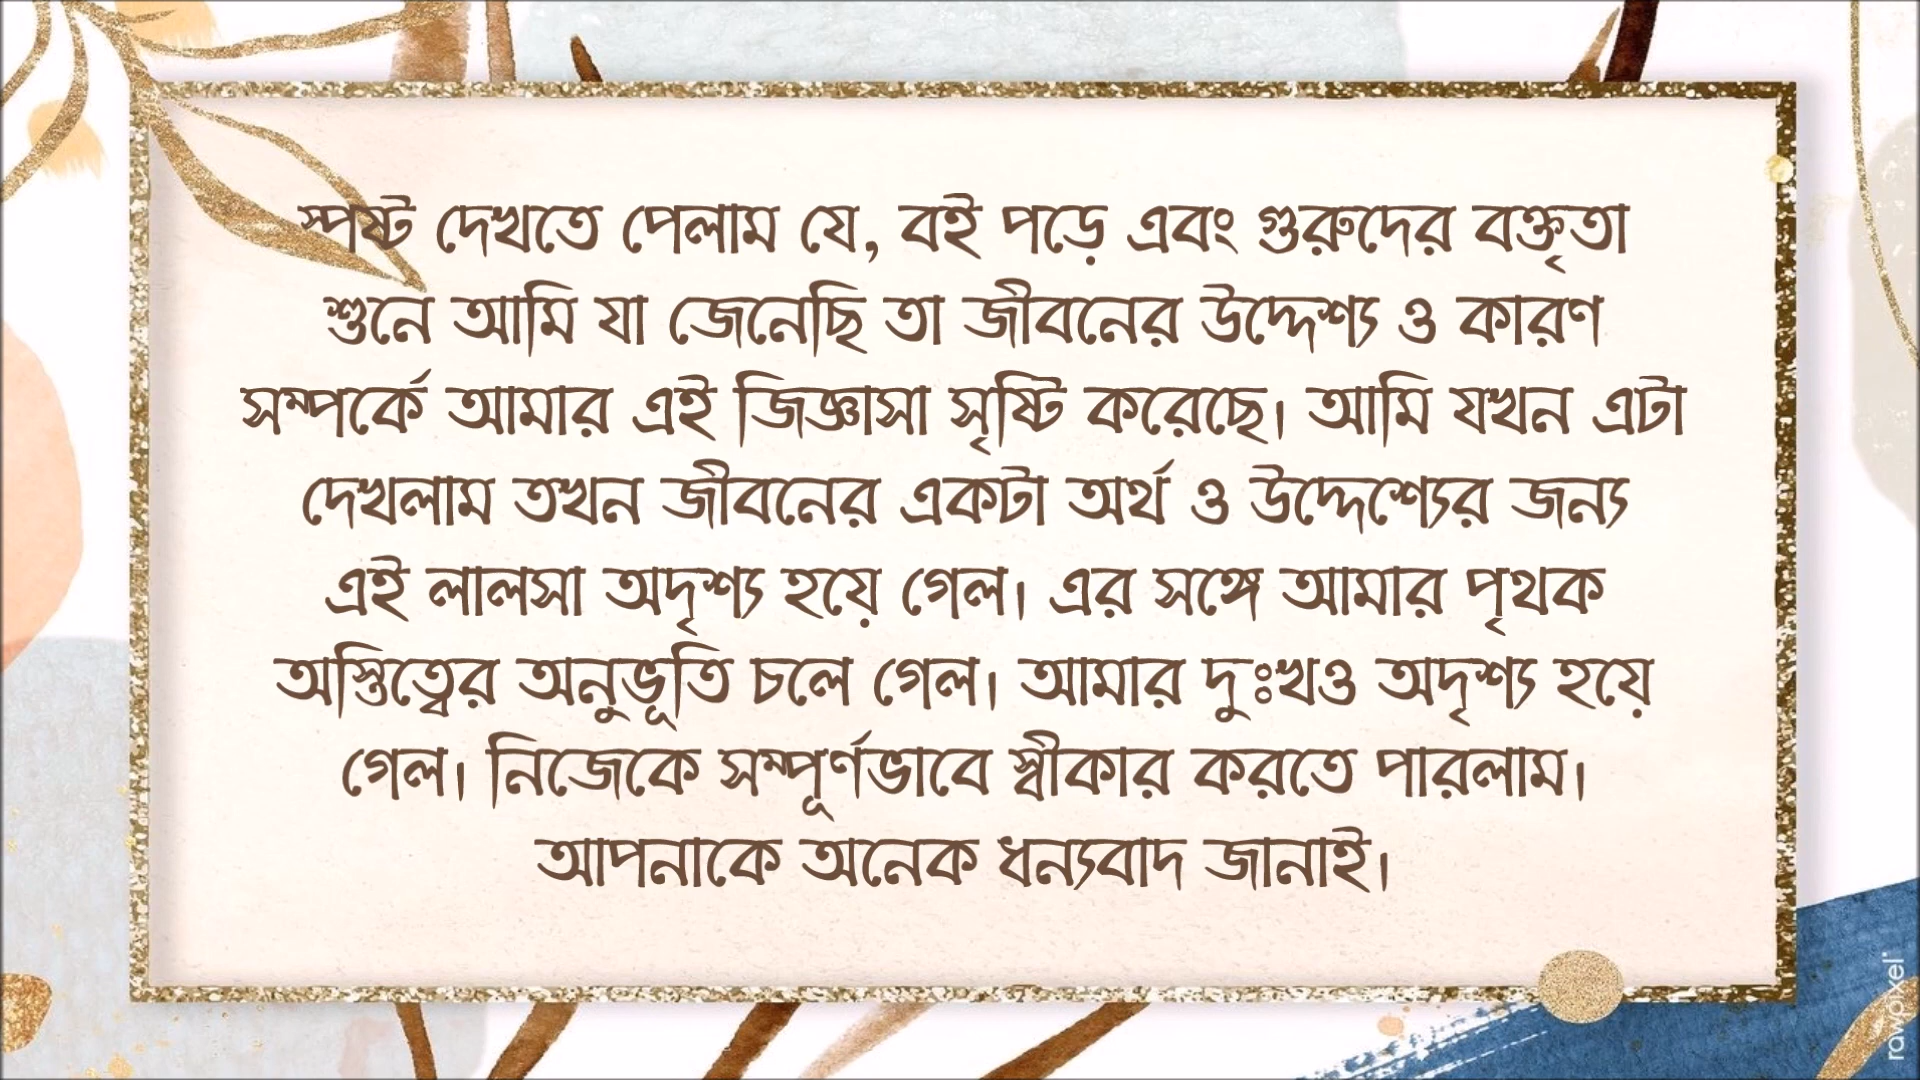 স্পষ্ট দেখতে পেলাম যে, বই পড়ে এবং গুরুদের বক্তৃতা
শুনে আমি যা জেনেছি তা জীবনের উদ্দেশ্য ও কারণ
সম্পর্কে আমার এই জিজ্ঞাসা সৃষ্টি করেছে। আমি যখন এটা
দেখলাম তখন জীবনের একটা অর্থ ও উদ্দেশ্যের জন্য
এই লালসা অদৃশ্য হয়ে গেল। এর সঙ্গে আমার পৃথক
অস্তিত্বের অনুভূতি চলে গেল। আমার দুঃখও অদৃশ্য হয়ে
গেল। নিজেকে সম্পূর্ণভাবে স্বীকার করতে পারলাম।
আপনাকে অনেক ধন্যবাদ জানাই।
rawpixel